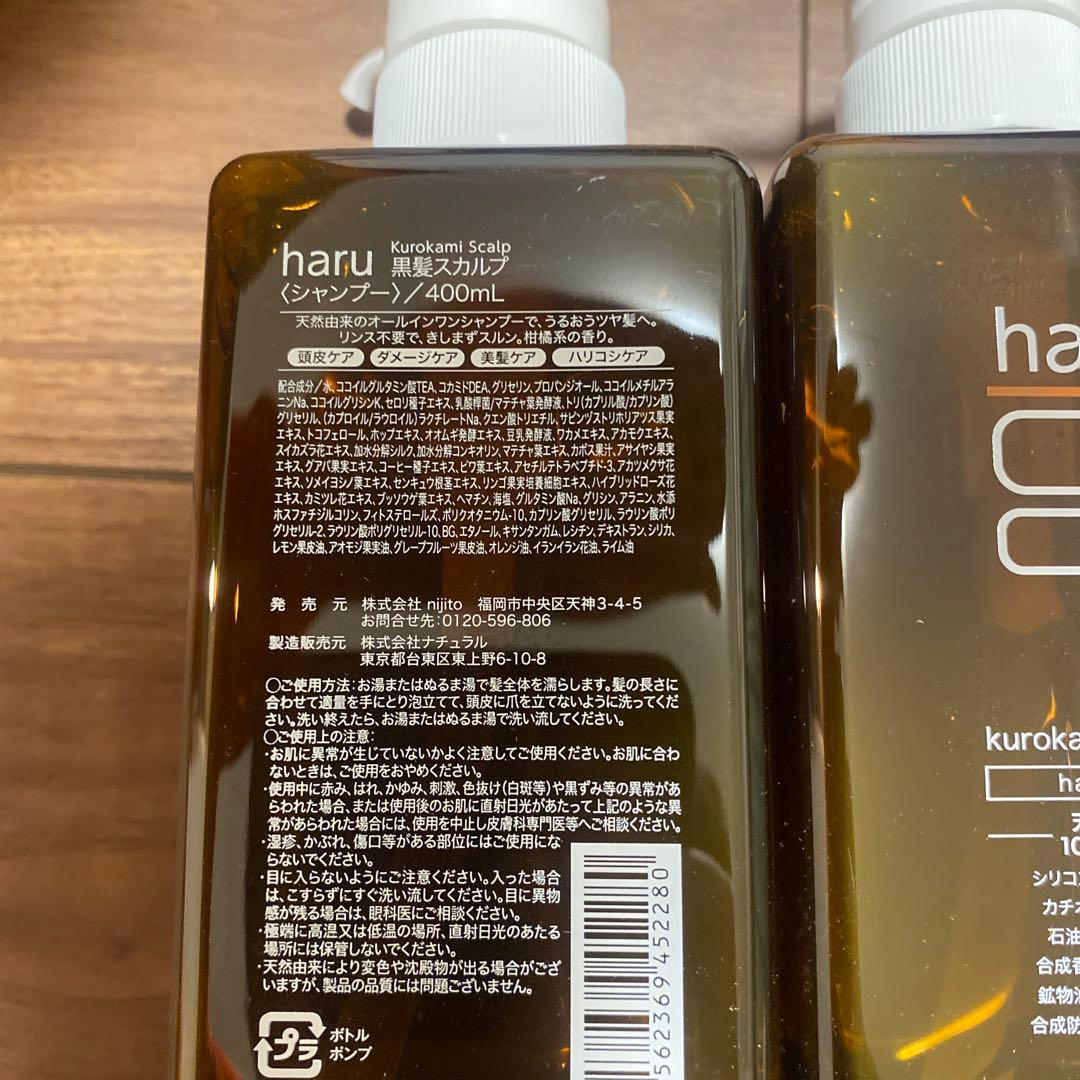 haru Kurokami Scalp
黒髪スカルプ
〈シャンプー〉／400mL
天然由来のオールインワンシャンプーで、うるおうツヤ髪へ。
リンス不要で、きしまずスルン。柑橘系の香り。
頭皮ケア ダメージケア 美髪ケア ハリコシケア
配合成分／水、ココイルグルタミン酸TEA、コカミドDEA、グリセリン、プロパンジオール、ココイルメチルアラ
ニンNa、ココイルグリシンK、セロリ種子エキス、乳酸桿菌/マテチャ葉発酵液、トリ(カプリル酸/カプリン酸)
グリセリル、(カプロイル/ラウロイル)ラクチレートNa、クエン酸トリエチル、サピンヅストリホリアツス果実
エキス、トコフェロール、ホップエキス、オオムギ発酵エキス、豆乳発酵液、ワカメエキス、アカモクエキス、
スイカズラ花エキス、加水分解シルク、加水分解コンキオリン、マテチャ葉エキス、カボス果汁、アサイヤシ果実
エキス、グアバ果実エキス、コーヒー種子エキス、ビワ葉エキス、アセチルテトラペプチド-3、アカツメクサ花
エキス、ソメイヨシノ葉エキス、センキュウ根茎エキス、リンゴ果実培養細胞エキス、ハイブリッドローズ花
エキス、カミツレ花エキス、ブッソウゲ葉エキス、ヘマチン、海塩、グルタミン酸Na、グリシン、アラニン、水添
ホスファチジルコリン、フィトステロールズ、ポリクオタニウム-10、カプリン酸グリセリル、ラウリン酸ポリ
グリセリル-2、ラウリン酸ポリグリセリル-10、BG、エタノール、キサンタンガム、レシチン、デキストラン、シリカ、
レモン果皮油、アオモジ果実油、グレープフルーツ果皮油、オレンジ油、イランイラン花油、ライム油
発売元 株式会社 nijito 福岡市中央区天神3-4-5
お問合せ先：0120-596-806
製造販売元 株式会社ナチュラル
東京都台東区東上野6-10-8
〇ご使用方法：お湯またはぬるま湯で髪全体を濡らします。髪の長さに
合わせて適量を手にとり泡立てて、頭皮に爪を立てないように洗ってくだ
さい。洗い終えたら、お湯またはぬるま湯で洗い流してください。
〇ご使用上の注意：
・お肌に異常が生じていないかよく注意してご使用ください。お肌に合わ
ないときは、ご使用をおやめください。
・使用中に赤み、はれ、かゆみ、刺激、色抜け(白斑等)や黒ずみ等の異常があ
らわれた場合、または使用後のお肌に直射日光があたって上記のような異
常があらわれた場合には、使用を中止し皮膚科専門医等へご相談ください。
・湿疹、かぶれ、傷口等がある部位にはご使用にな
らないでください。
・目に入らないようにご注意ください。入った場合
は、こすらずにすぐ洗い流してください。目に異物
感が残る場合は、眼科医にご相談ください。
・極端に高温又は低温の場所、直射日光のあたる
場所には保管しないでください。
・天然由来により変色や沈殿物が出る場合がござ
いますが、製品の品質には問題ございません。
プラ
ボトル
ポンプ
562369452280
ha
kuroka
ha
天
10
シリコ
カチオ
石油
合成香
鉱物油
合成防